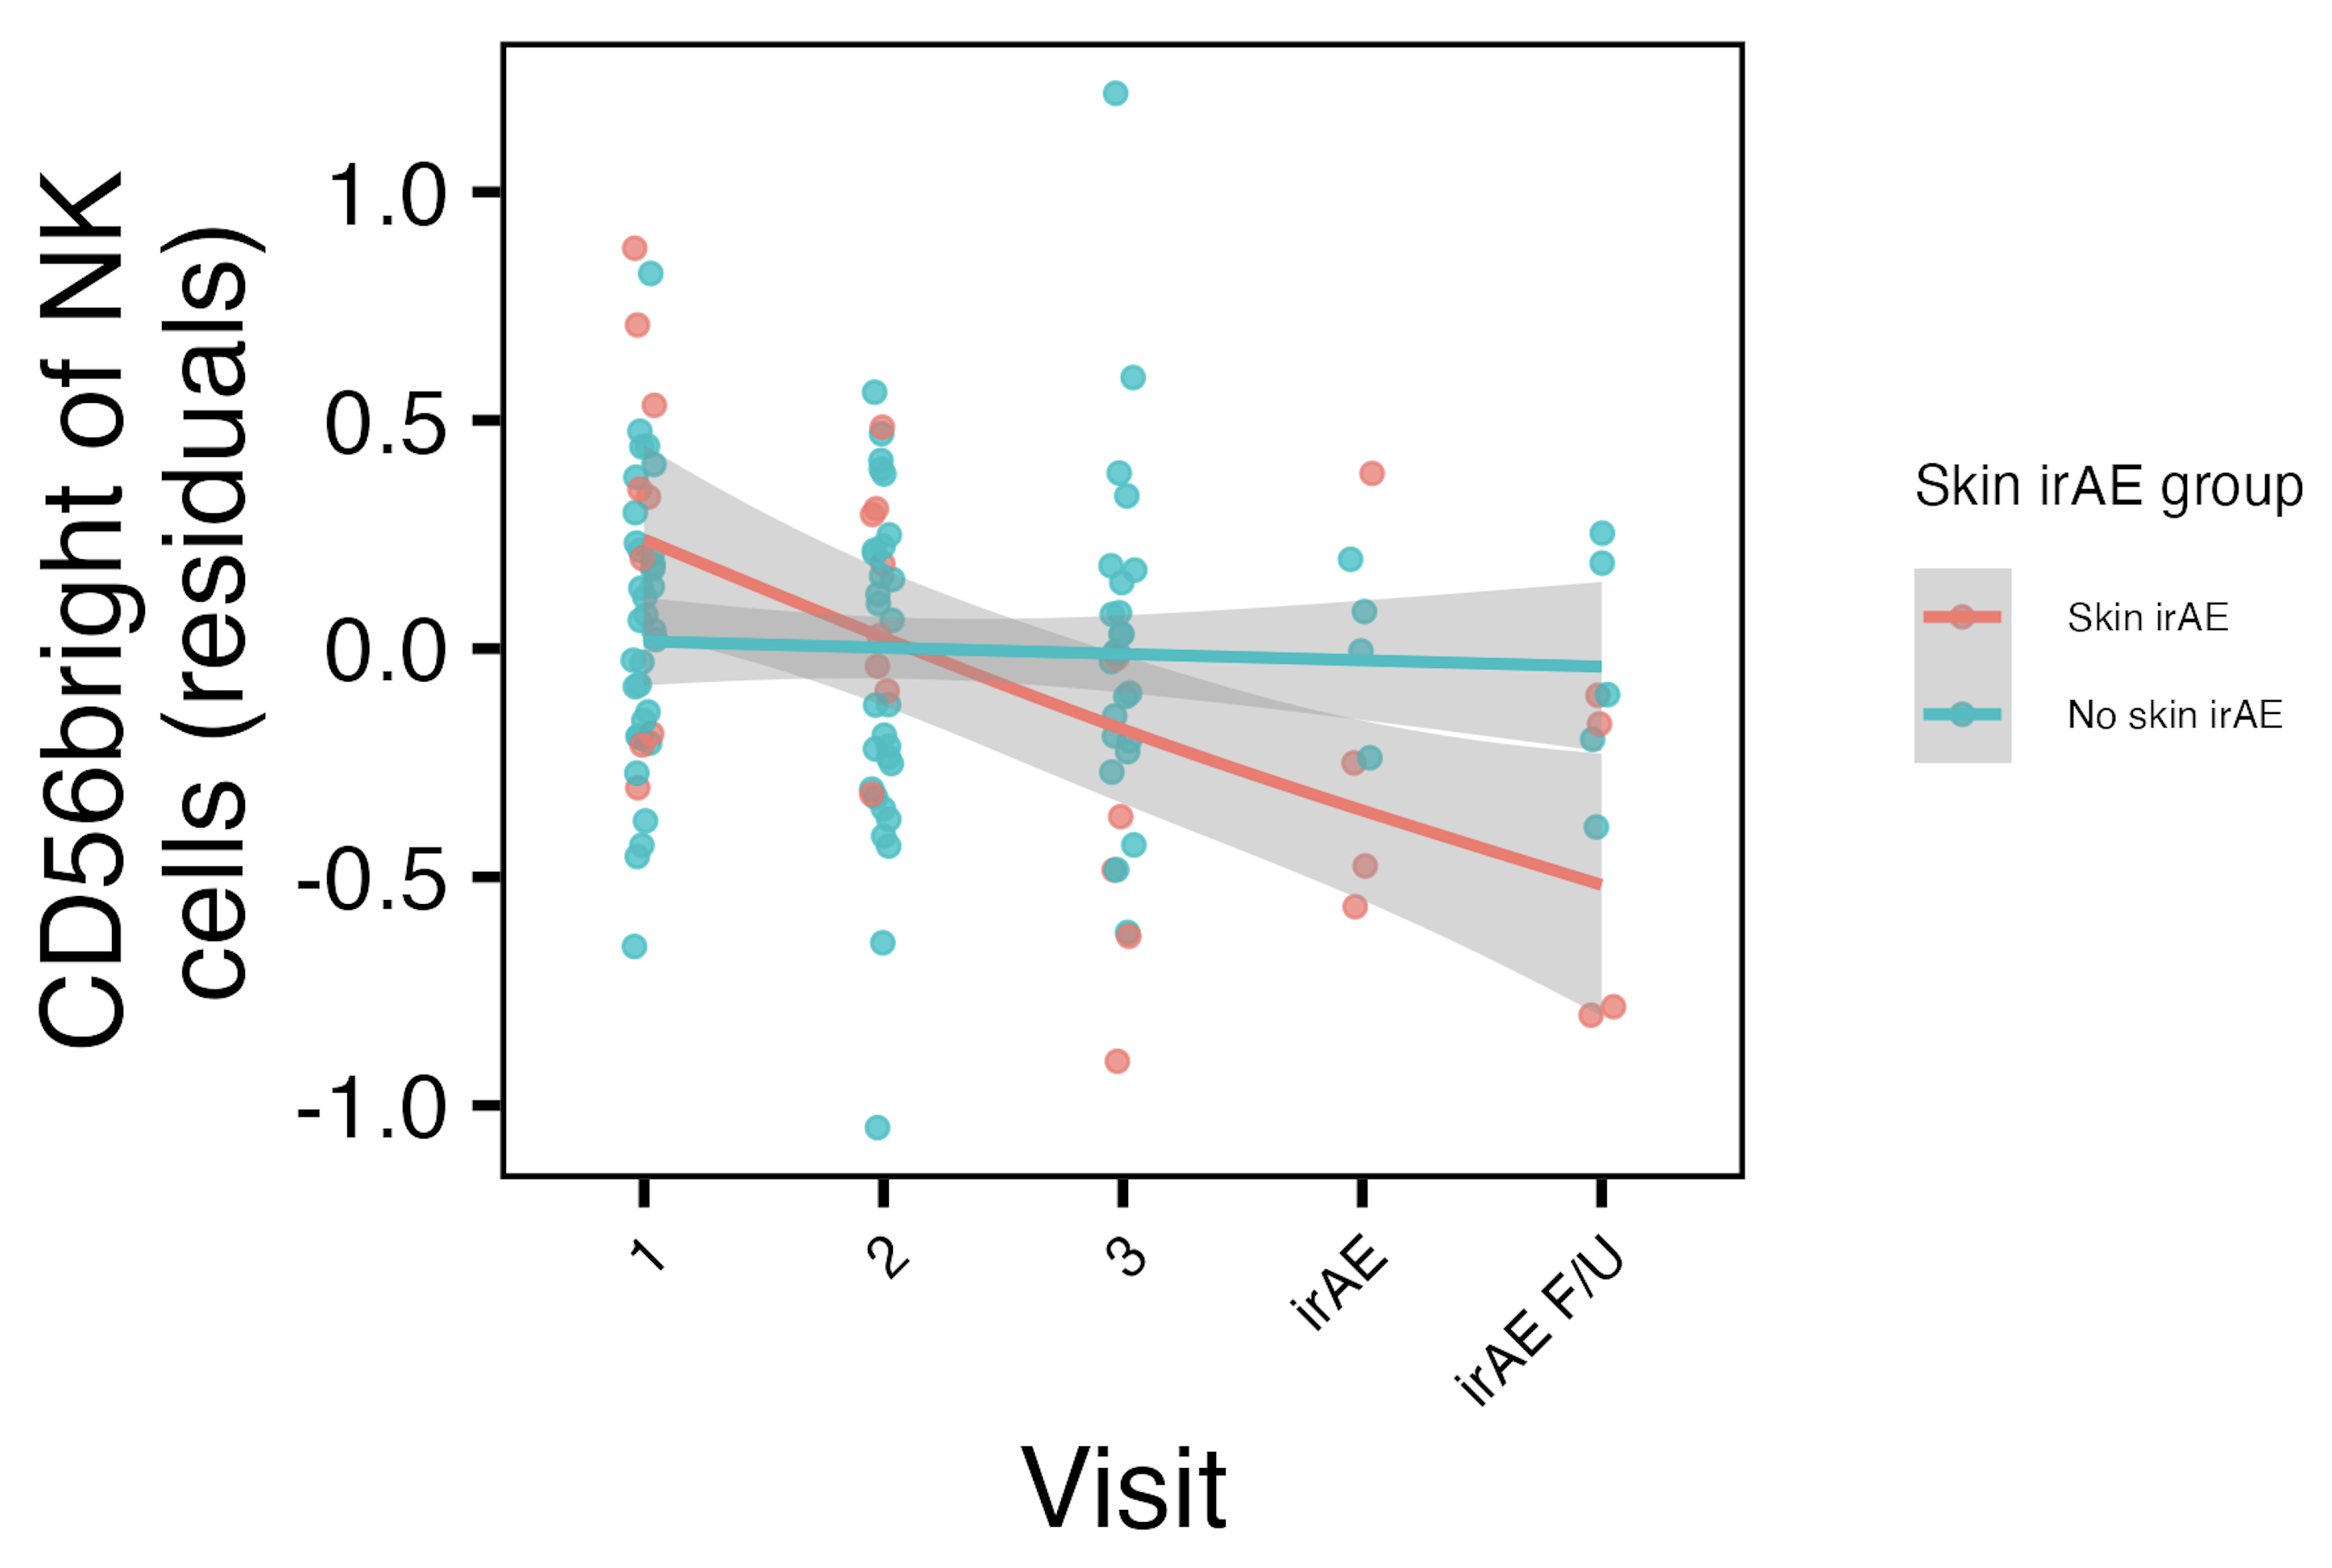 CD56bright of NK
cells (residuals)
1.0
0.5
0.0
-0.5
-1.0
1
2
3
irAE
irAE F/U
Visit
Skin irAE group
Skin irAE
No skin irAE